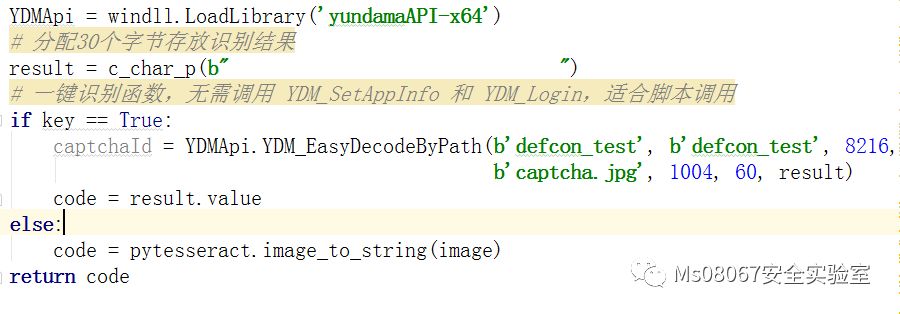 YDMApi = windll.LoadLibrary('yundamaAPI-x64')
# 分配30个字节存放识别结果
result = c_char_p(b"                              ")
# 一键识别函数，无需调用 YDM_SetAppInfo 和 YDM_Login，适合脚本调用
if key == True:
    captchaId = YDMApi.YDM_EasyDecodeByPath(b'defcon_test', b'defcon_test', 8216,
                                            b'captcha.jpg', 1004, 60, result)
    code = result.value
else:
    code = pytesseract.image_to_string(image)
return code
Ms08067安全实验室